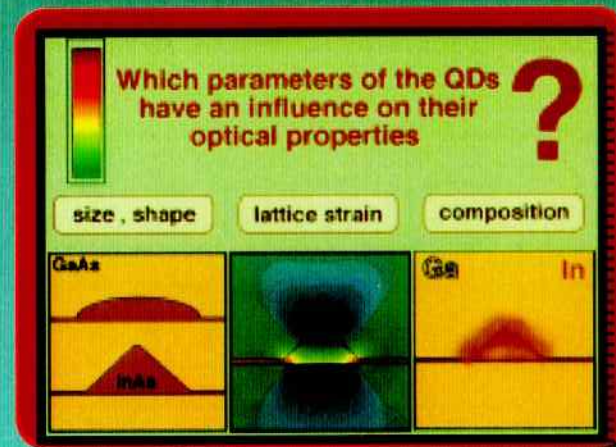 Which parameters of the QDs
have an influence on their
optical properties
?
size , shape
lattice strain
composition
GaAs
InAs
Ga
In